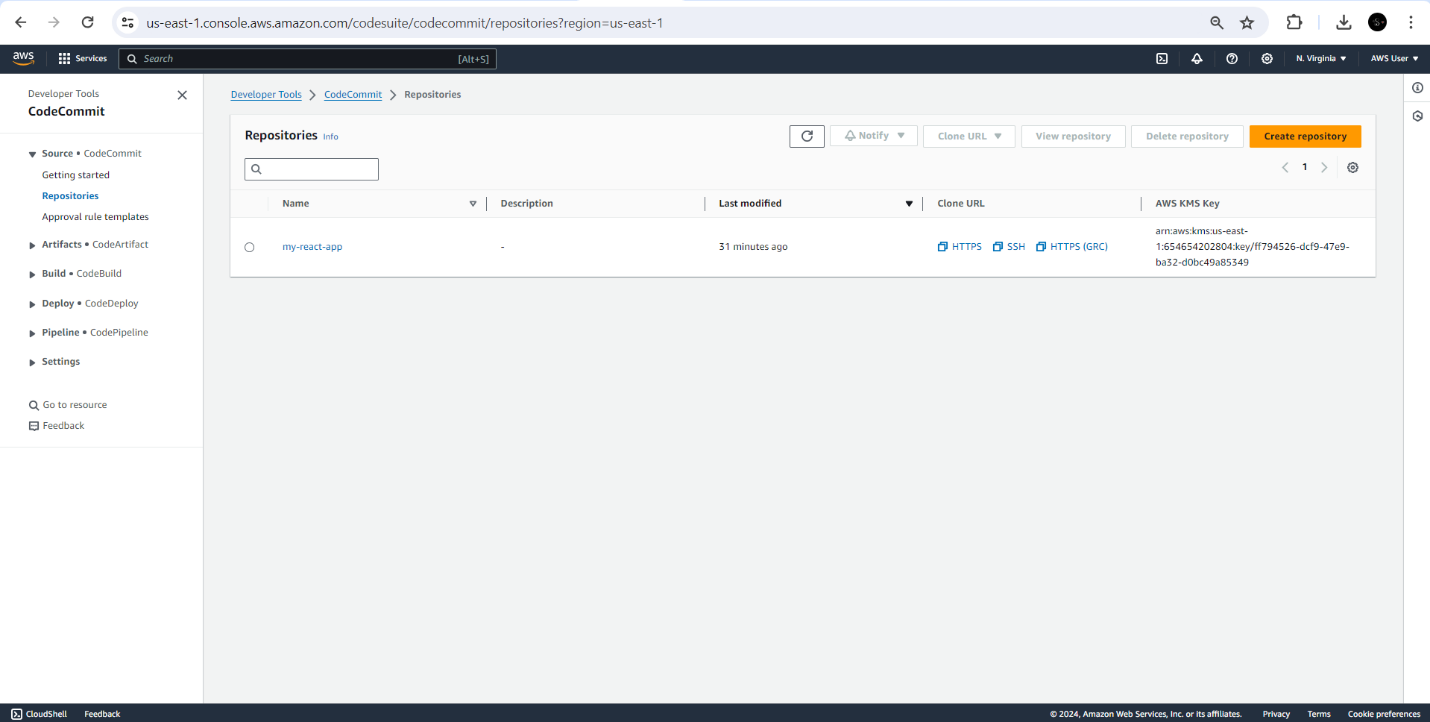 us-east-1.console.aws.amazon.com/codesuite/codecommit/repositories?region=us-east-1
aws
Services
Search
[Alt+S]
N. Virginia
AWS User
Developer Tools
CodeCommit
Source • CodeCommit
Getting started
Repositories
Approval rule templates
Artifacts • CodeArtifact
Build • CodeBuild
Deploy • CodeDeploy
Pipeline • CodePipeline
Settings
Go to resource
Feedback
Developer Tools
CodeCommit
Repositories
Repositories Info
Notify
Clone URL
View repository
Delete repository
Create repository
1
Name
Description
Last modified
Clone URL
AWS KMS Key
my-react-app
-
31 minutes ago
HTTPS
SSH
HTTPS (GRC)
arn:aws:kms:us-east-
1:654654202804:key/ff794526-dcf9-47e9-
ba32-d0bc49a85349
CloudShell
Feedback
© 2024, Amazon Web Services, Inc. or its affiliates.
Privacy
Terms
Cookie preferences